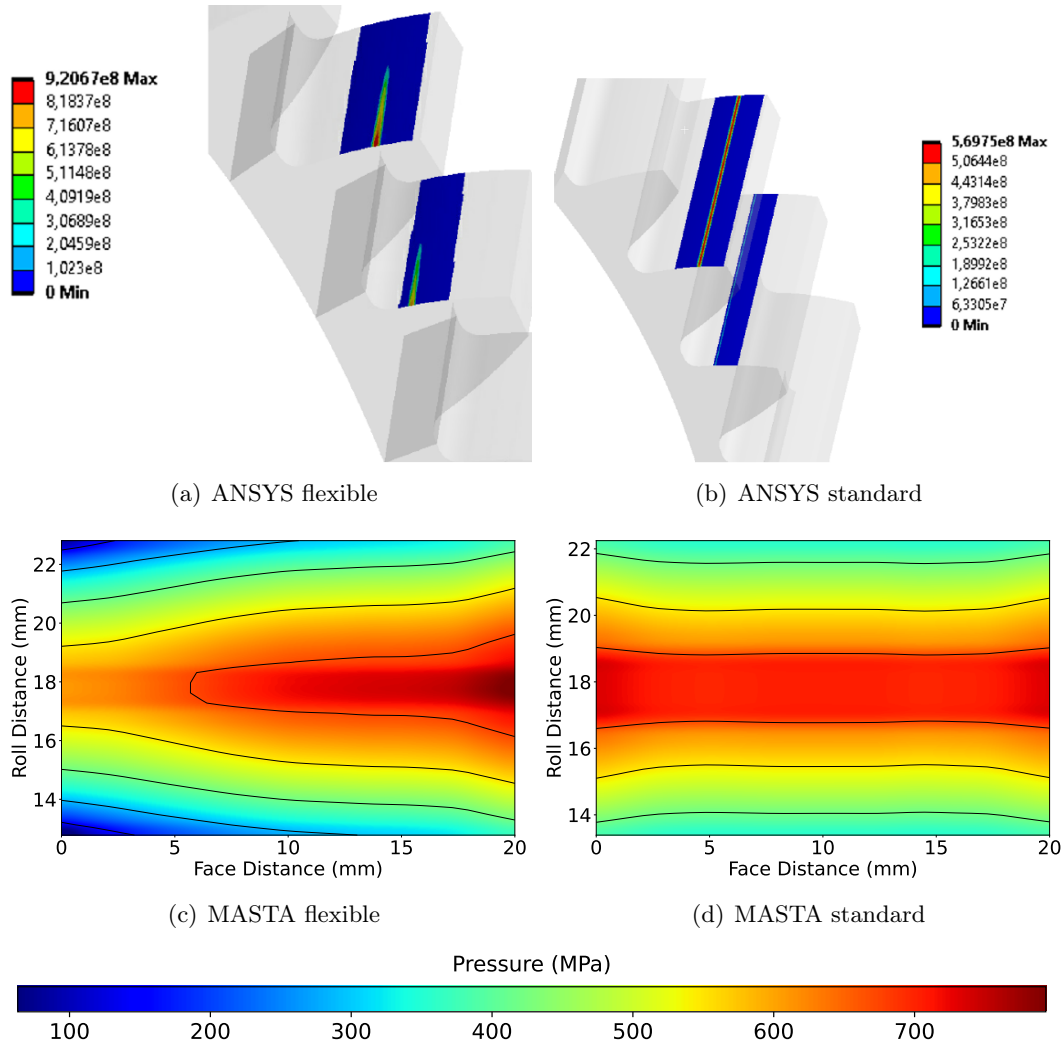 9,2067e8 Max
8,1837e8
7,1607e8
6,1378e8
5,1148e8
4,0919e8
3,0689e8
2,0459e8
1,023e8
0 Min
5,6975e8 Max
5,0644e8
4,4314e8
3,7983e8
3,1653e8
2,5322e8
1,8992e8
1,2661e8
6,3305e7
0 Min
(a) ANSYS flexible
(b) ANSYS standard
Roll Distance (mm)
22
20
18
16
14
0 5 10 15 20
Face Distance (mm)
(c) MASTA flexible
Roll Distance (mm)
22
20
18
16
14
0 5 10 15 20
Face Distance (mm)
(d) MASTA standard
Pressure (MPa)
100 200 300 400 500 600 700